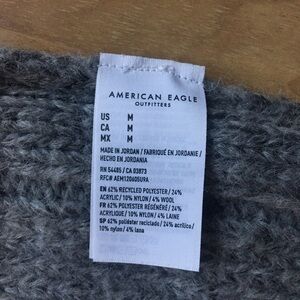 AMERICAN EAGLE
OUTFITTERS
US M
CA M
MX M
MADE IN JORDAN / FABRIQUÉ EN JORDANIE /
HECHO EN JORDANIA
RN 54485 / CA 03873
RFC# AEM120605URA
EN 62% RECYCLED POLYESTER / 24%
ACRYLIC / 10% NYLON / 4% WOOL
FR 62% POLYESTER RÉGÉNÉRÉ / 24%
ACRYLIQUE / 10% NYLON / 4% LAINE
SP 62% poliéster reciclado / 24% acrílico /
10% nylon / 4% lana